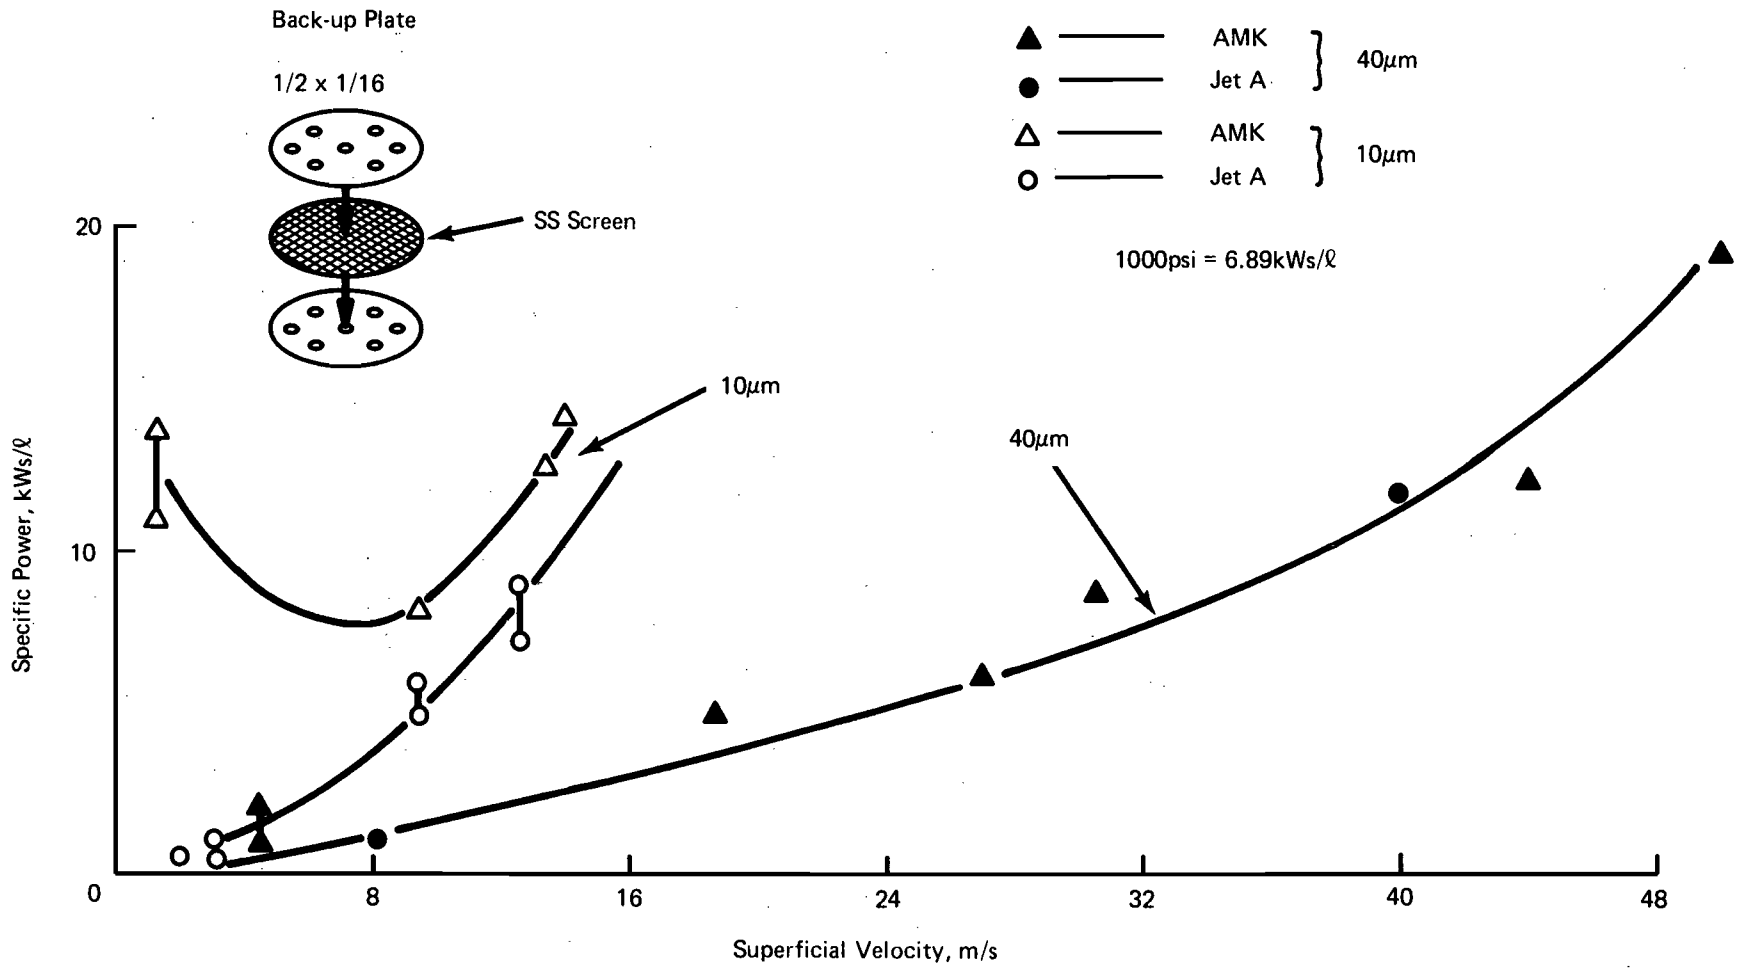 Back-up Plate
1/2 x 1/16
SS Screen
AMK
Jet A
40μm
AMK
Jet A
10μm
1000psi = 6.89kWs/ℓ
20
10
0
10μm
40μm
8
16
24
32
40
48
Specific Power, kWs/ℓ
Superficial Velocity, m/s